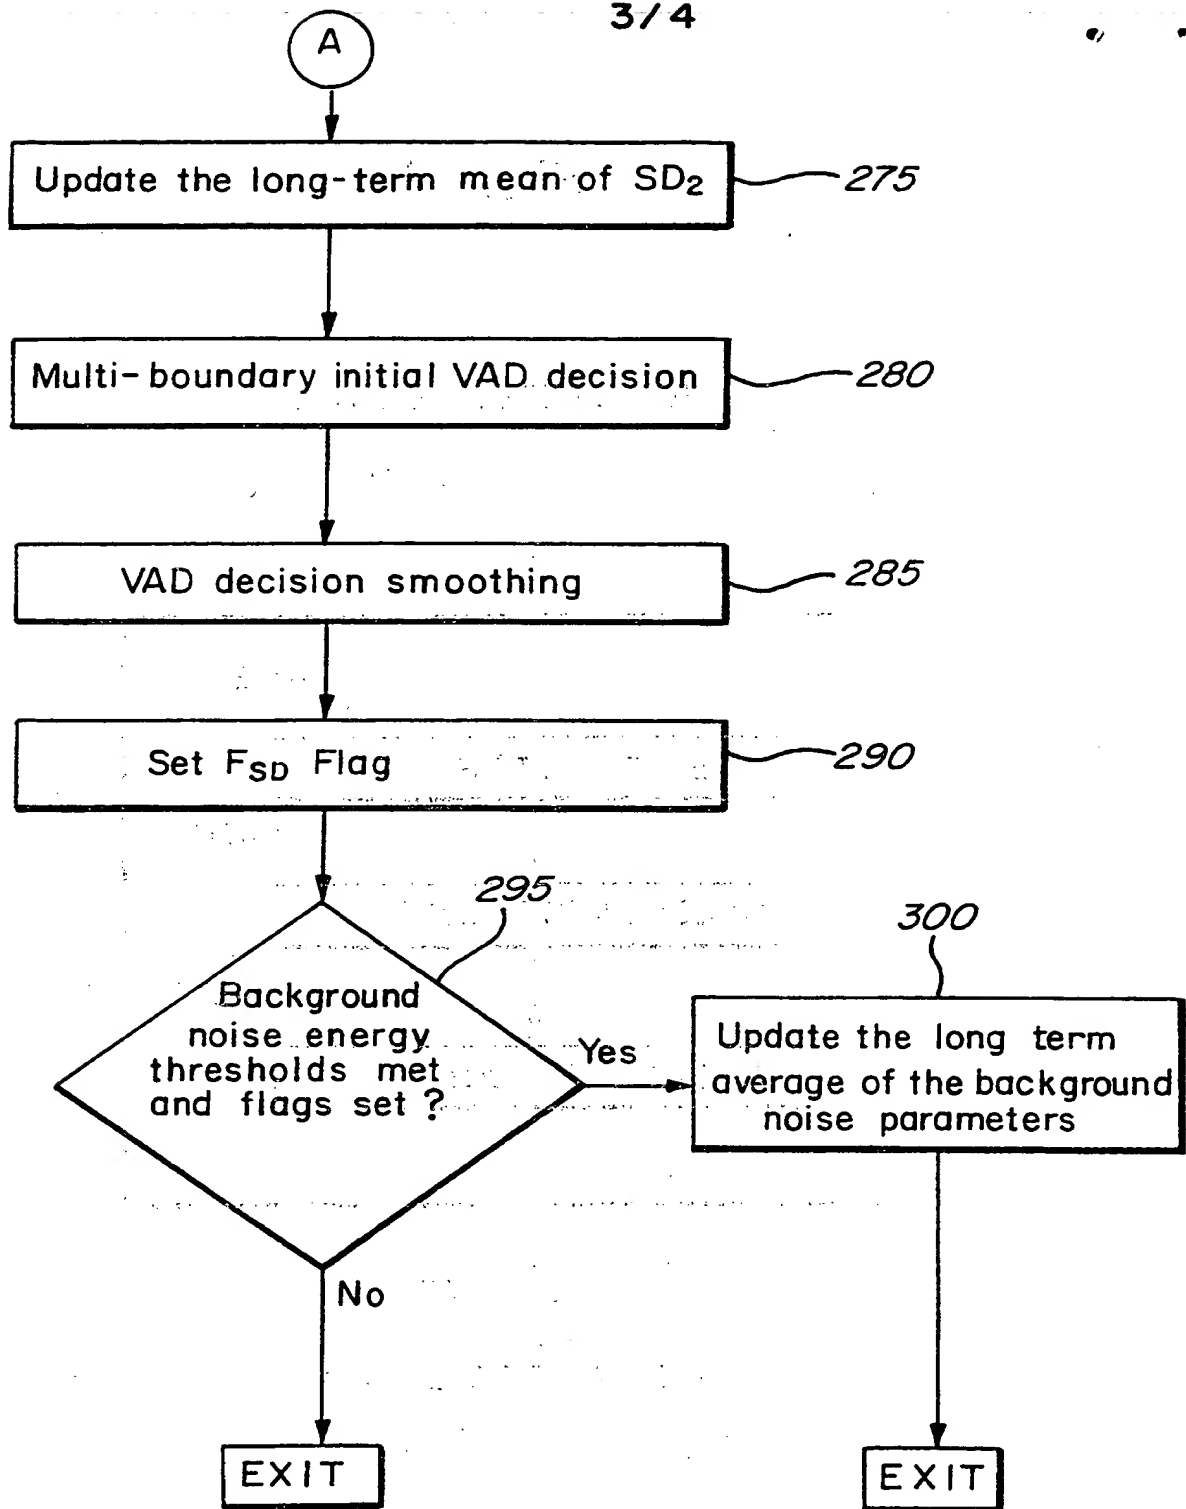 3/4
A
Update the long-term mean of SD₂
275
Multi-boundary initial VAD decision
280
VAD decision smoothing
285
Set F_SD Flag
290
295
Background
noise energy
thresholds met
and flags set?
Yes
300
Update the long term
average of the background
noise parameters
No
EXIT
EXIT